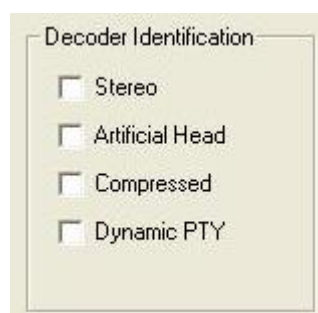 Decoder Identification
Stereo
Artificial Head
Compressed
Dynamic PTY